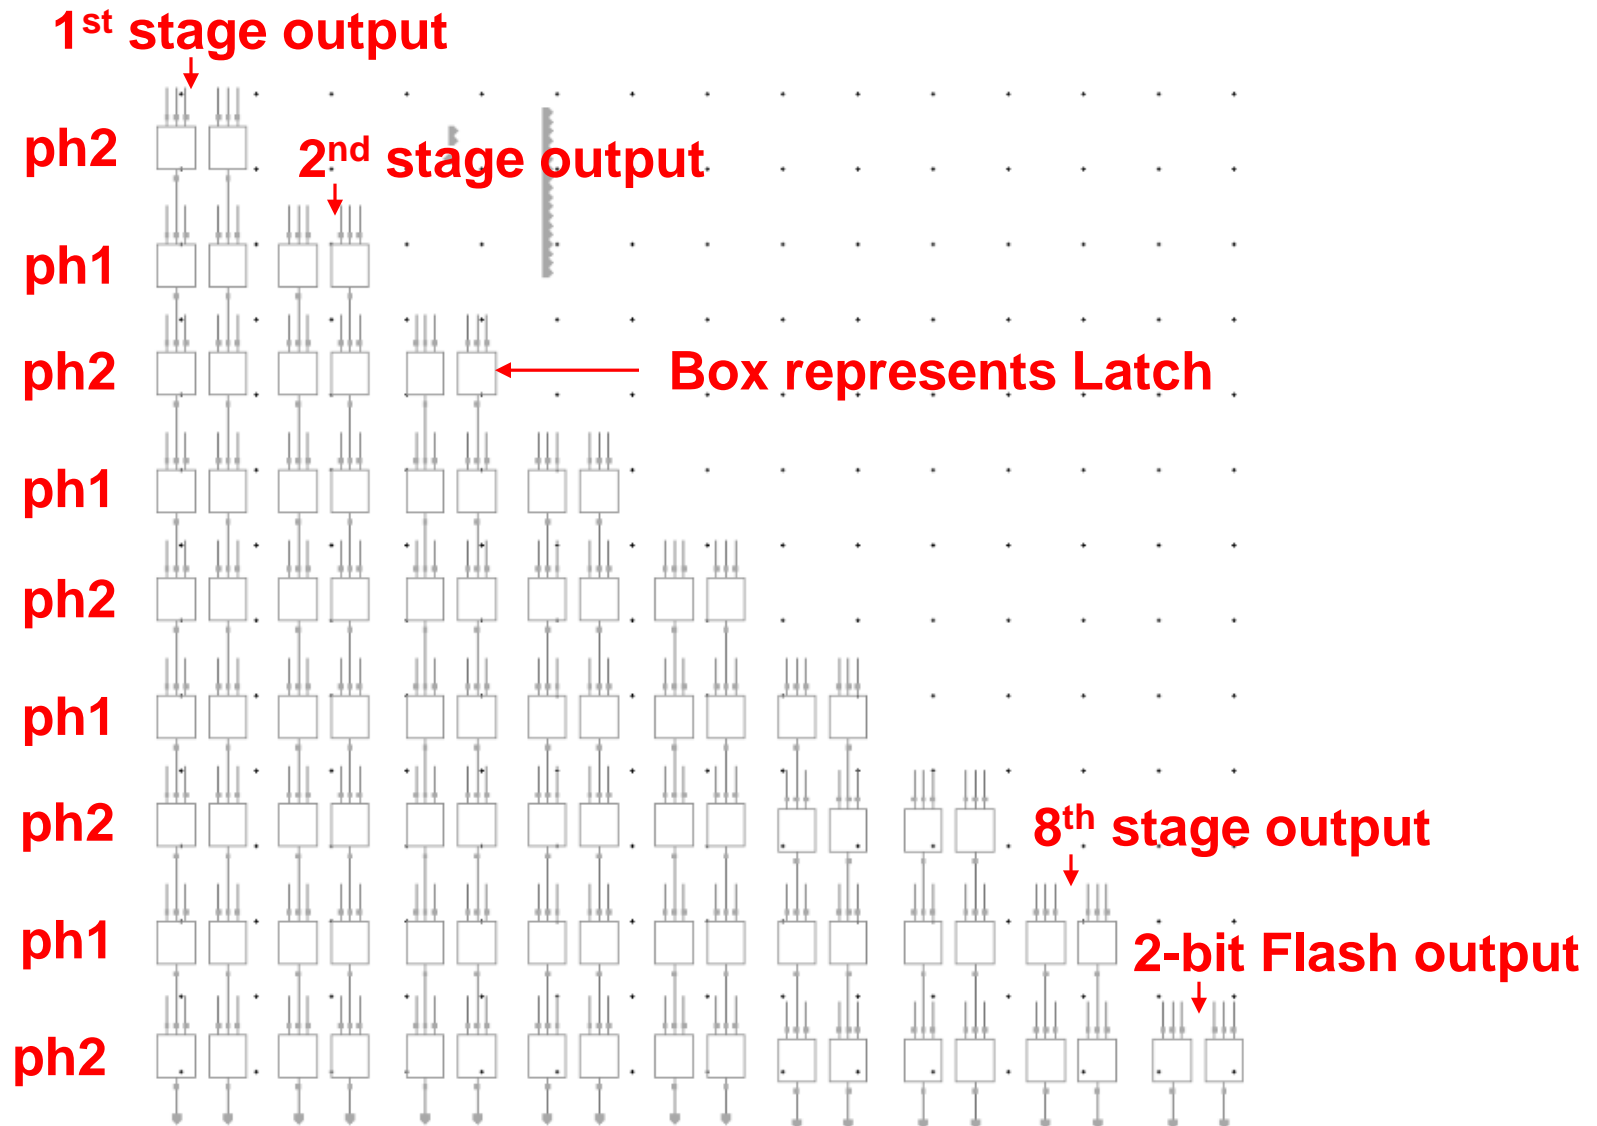 1st stage output
ph2
2nd stage output
ph1
ph2
Box represents Latch
ph1
ph2
ph1
ph2
8th stage output
ph1
2-bit Flash output
ph2